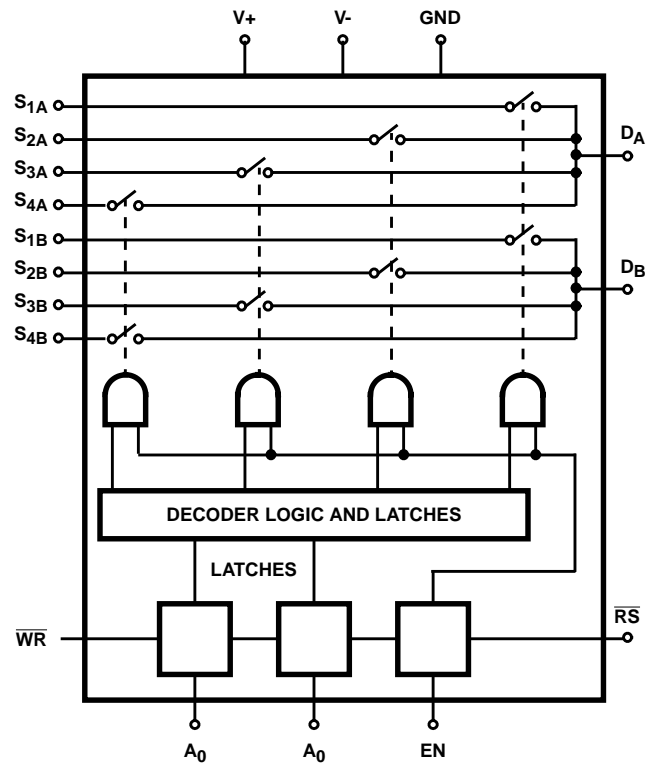 V+ V- GND
S1A
S2A
DA
S3A
S4A
S1B
S2B
DB
S3B
S4B
DECODER LOGIC AND LATCHES
LATCHES
WR
RS
A0 A0 EN